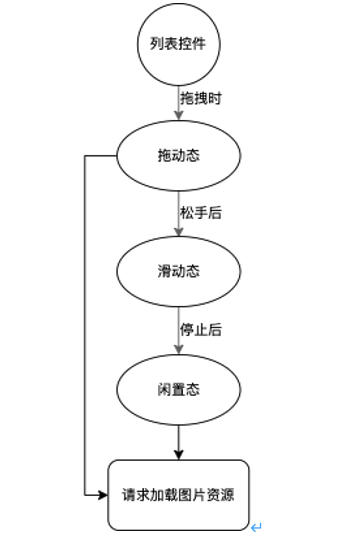 列表控件
拖拽时
拖动态
松手后
滑动态
停止后
闲置态
请求加载图片资源